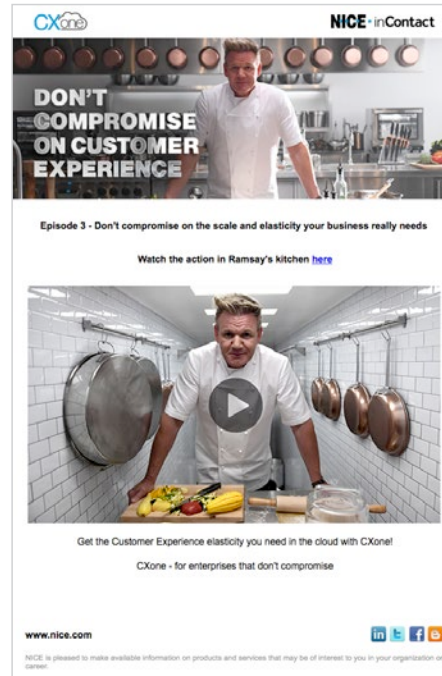 CXone
NICE · inContact
DON'T
COMPROMISE
ON CUSTOMER
EXPERIENCE
Episode 3 - Don't compromise on the scale and elasticity your business really needs
Watch the action in Ramsay's kitchen here
Get the Customer Experience elasticity you need in the cloud with CXone!
CXone - for enterprises that don't compromise
www.nice.com
in t f B
NICE is pleased to make available information on products and services that may be of interest to you in your organization or
career.